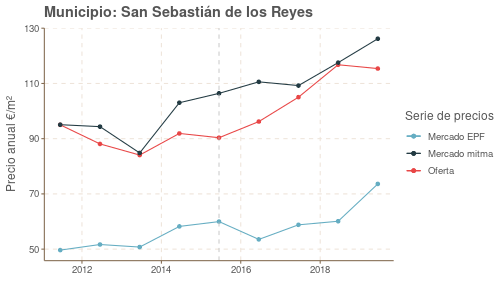 Municipio: San Sebastián de los Reyes
Precio anual €/m²
130
110
90
70
50
2012
2014
2016
2018
Serie de precios
Mercado EPF
Mercado mitma
Oferta